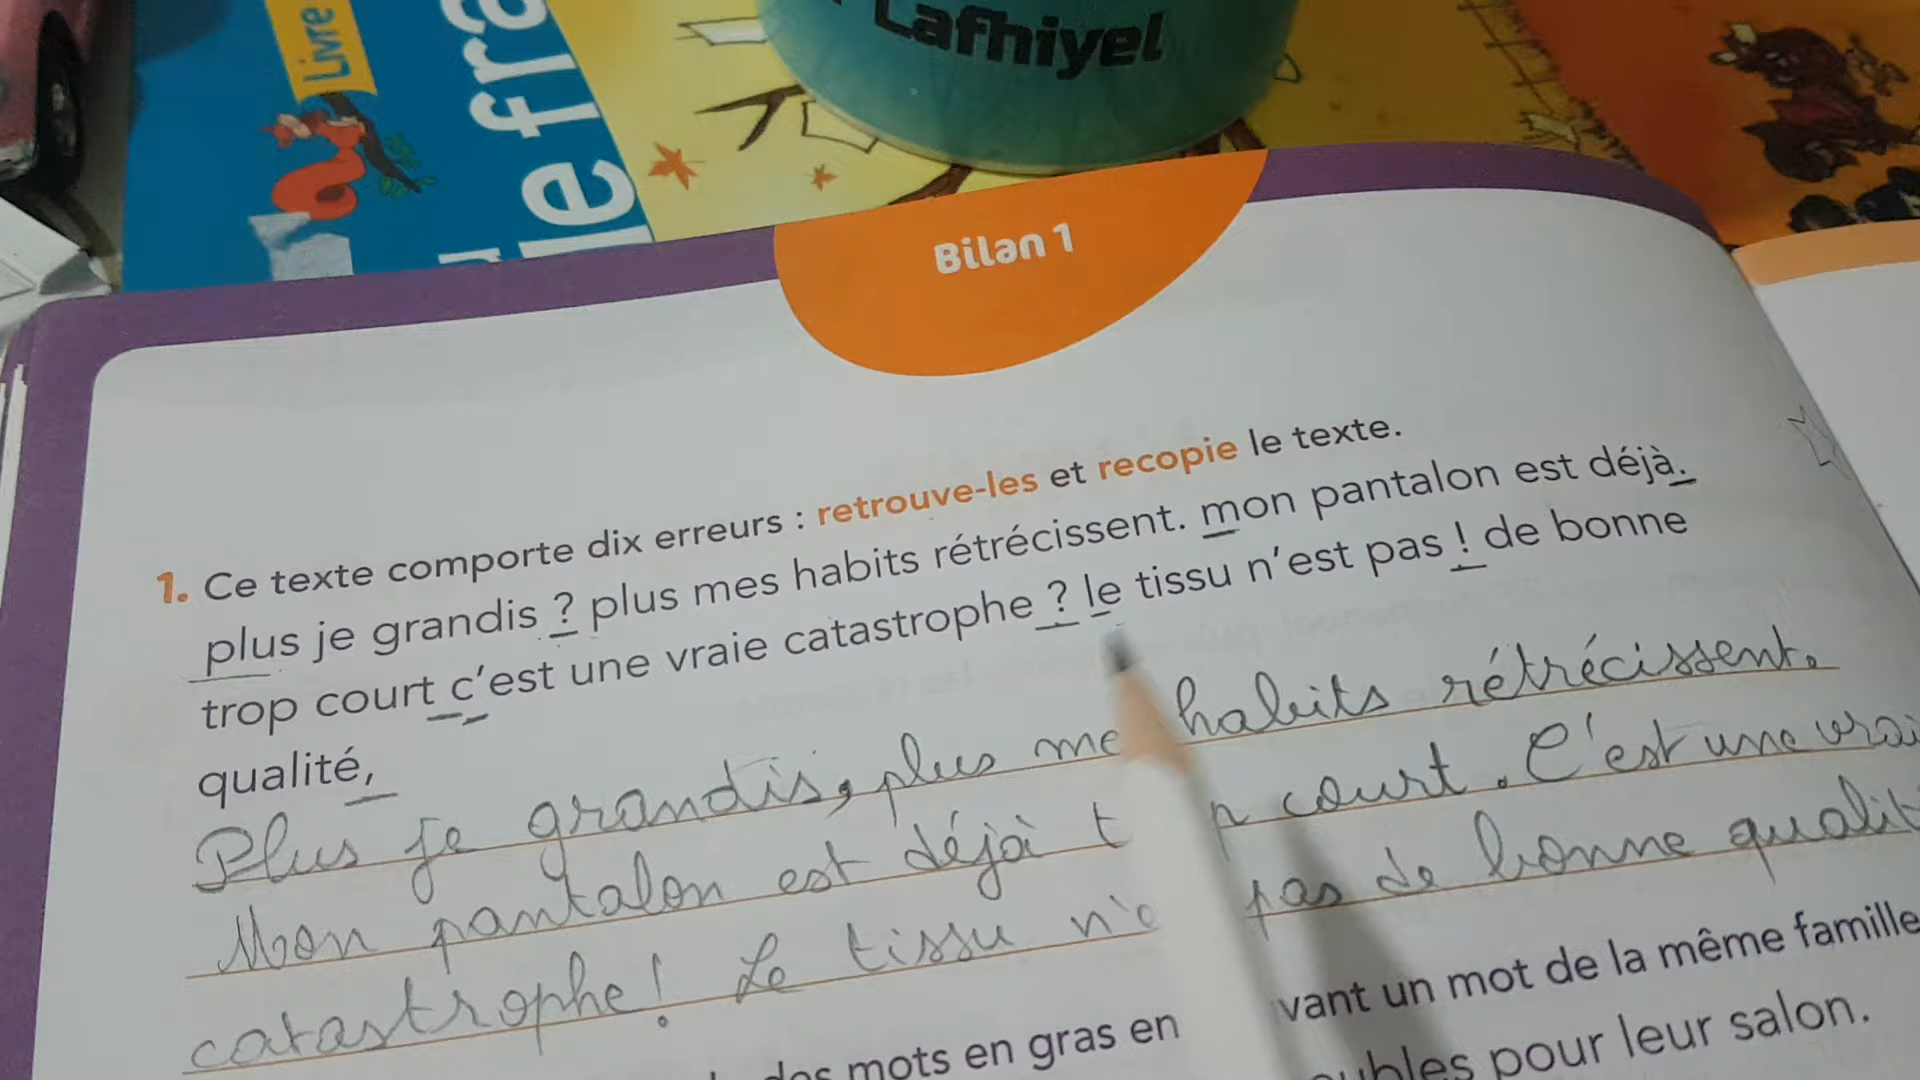 Livre
le fra
Lafhiyel
Bilan 1
1. Ce texte comporte dix erreurs : retrouve-les et recopie le texte.
plus je grandis ? plus mes habits rétrécissent. mon pantalon est déjà.
trop court c'est une vraie catastrophe ? le tissu n'est pas ! de bonne
qualité,
Plus je grandis, plus me habits rétrécissent.
Mon pantalon est déjà t p court. C'est une vrai
catastrophe ! Le tissu n'e pas de bonne qualit
des mots en gras en vant un mot de la même famille
oubles pour leur salon.